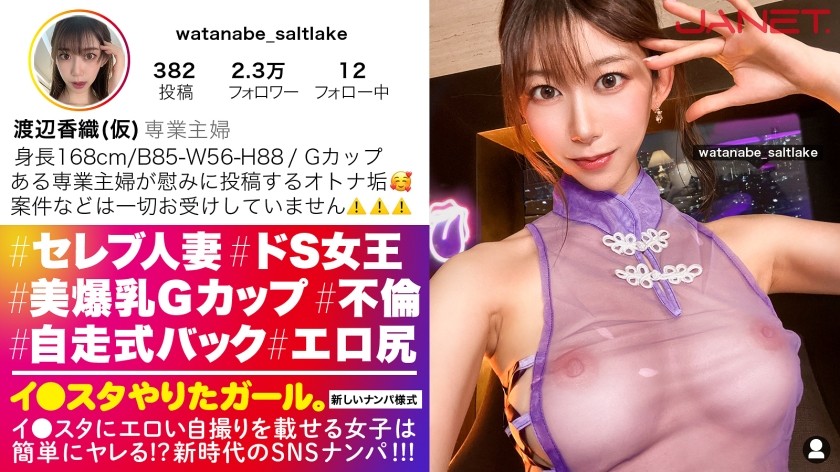 watanabe_saltlake
382 2.3万 12
投稿 フォロワー フォロー中
渡辺香織(仮) 専業主婦
身長168cm/B85-W56-H88 / Gカップ
ある専業主婦が慰みに投稿するオトナ垢🥰
案件などは一切お受けしていません⚠️⚠️⚠️
#セレブ人妻 #ドS女王
#美爆乳Gカップ #不倫
#自走式バック #エロ尻
イ●スタやりたガール。 新しいナンパ様式
イ●スタにエロい自撮りを載せる女子は
簡単にヤレる!?新時代のSNSナンパ!!!
JANET.
watanabe_saltlake